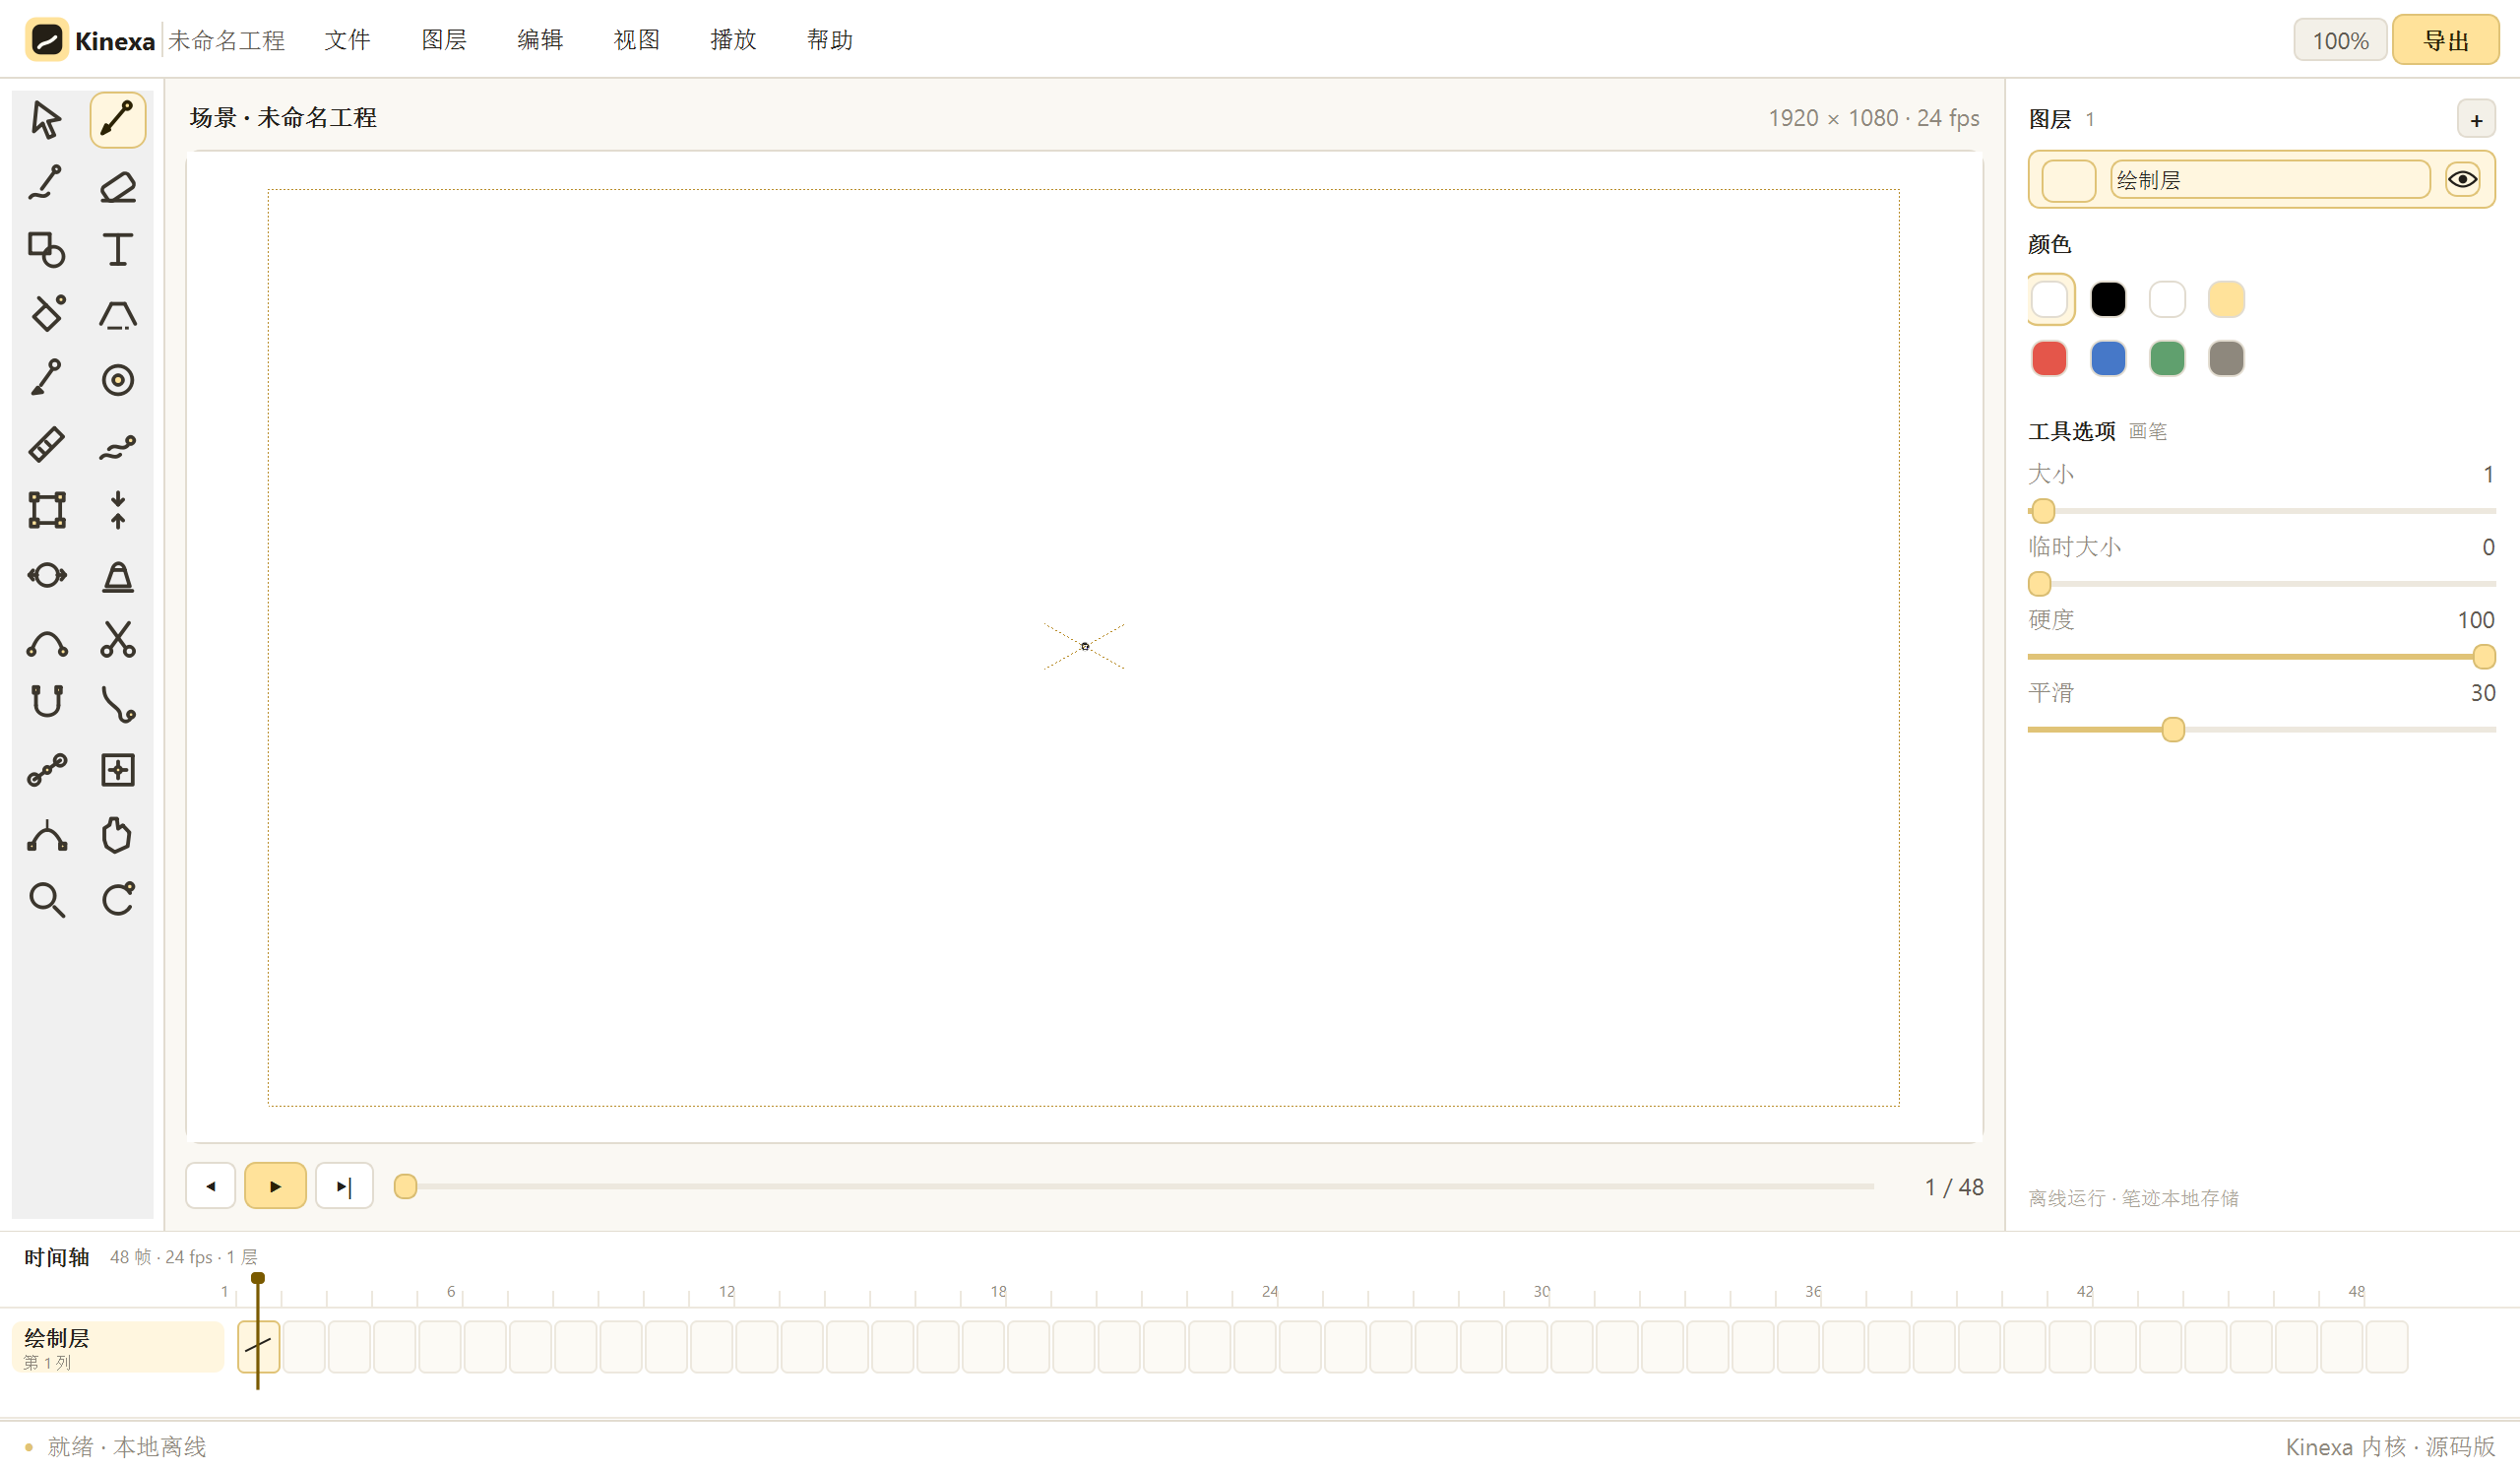 Kinexa 未命名工程 文件 图层 编辑 视图 播放 帮助 100% 导出
场景 · 未命名工程 1920 × 1080 · 24 fps
图层 1 +
绘制层
颜色
工具选项 画笔
大小 1
临时大小 0
硬度 100
平滑 30
1 / 48
离线运行 · 笔迹本地存储
时间轴 48 帧 · 24 fps · 1 层
1 6 12 18 24 30 36 42 48
绘制层
第 1 列
就绪 · 本地离线 Kinexa 内核 · 源码版